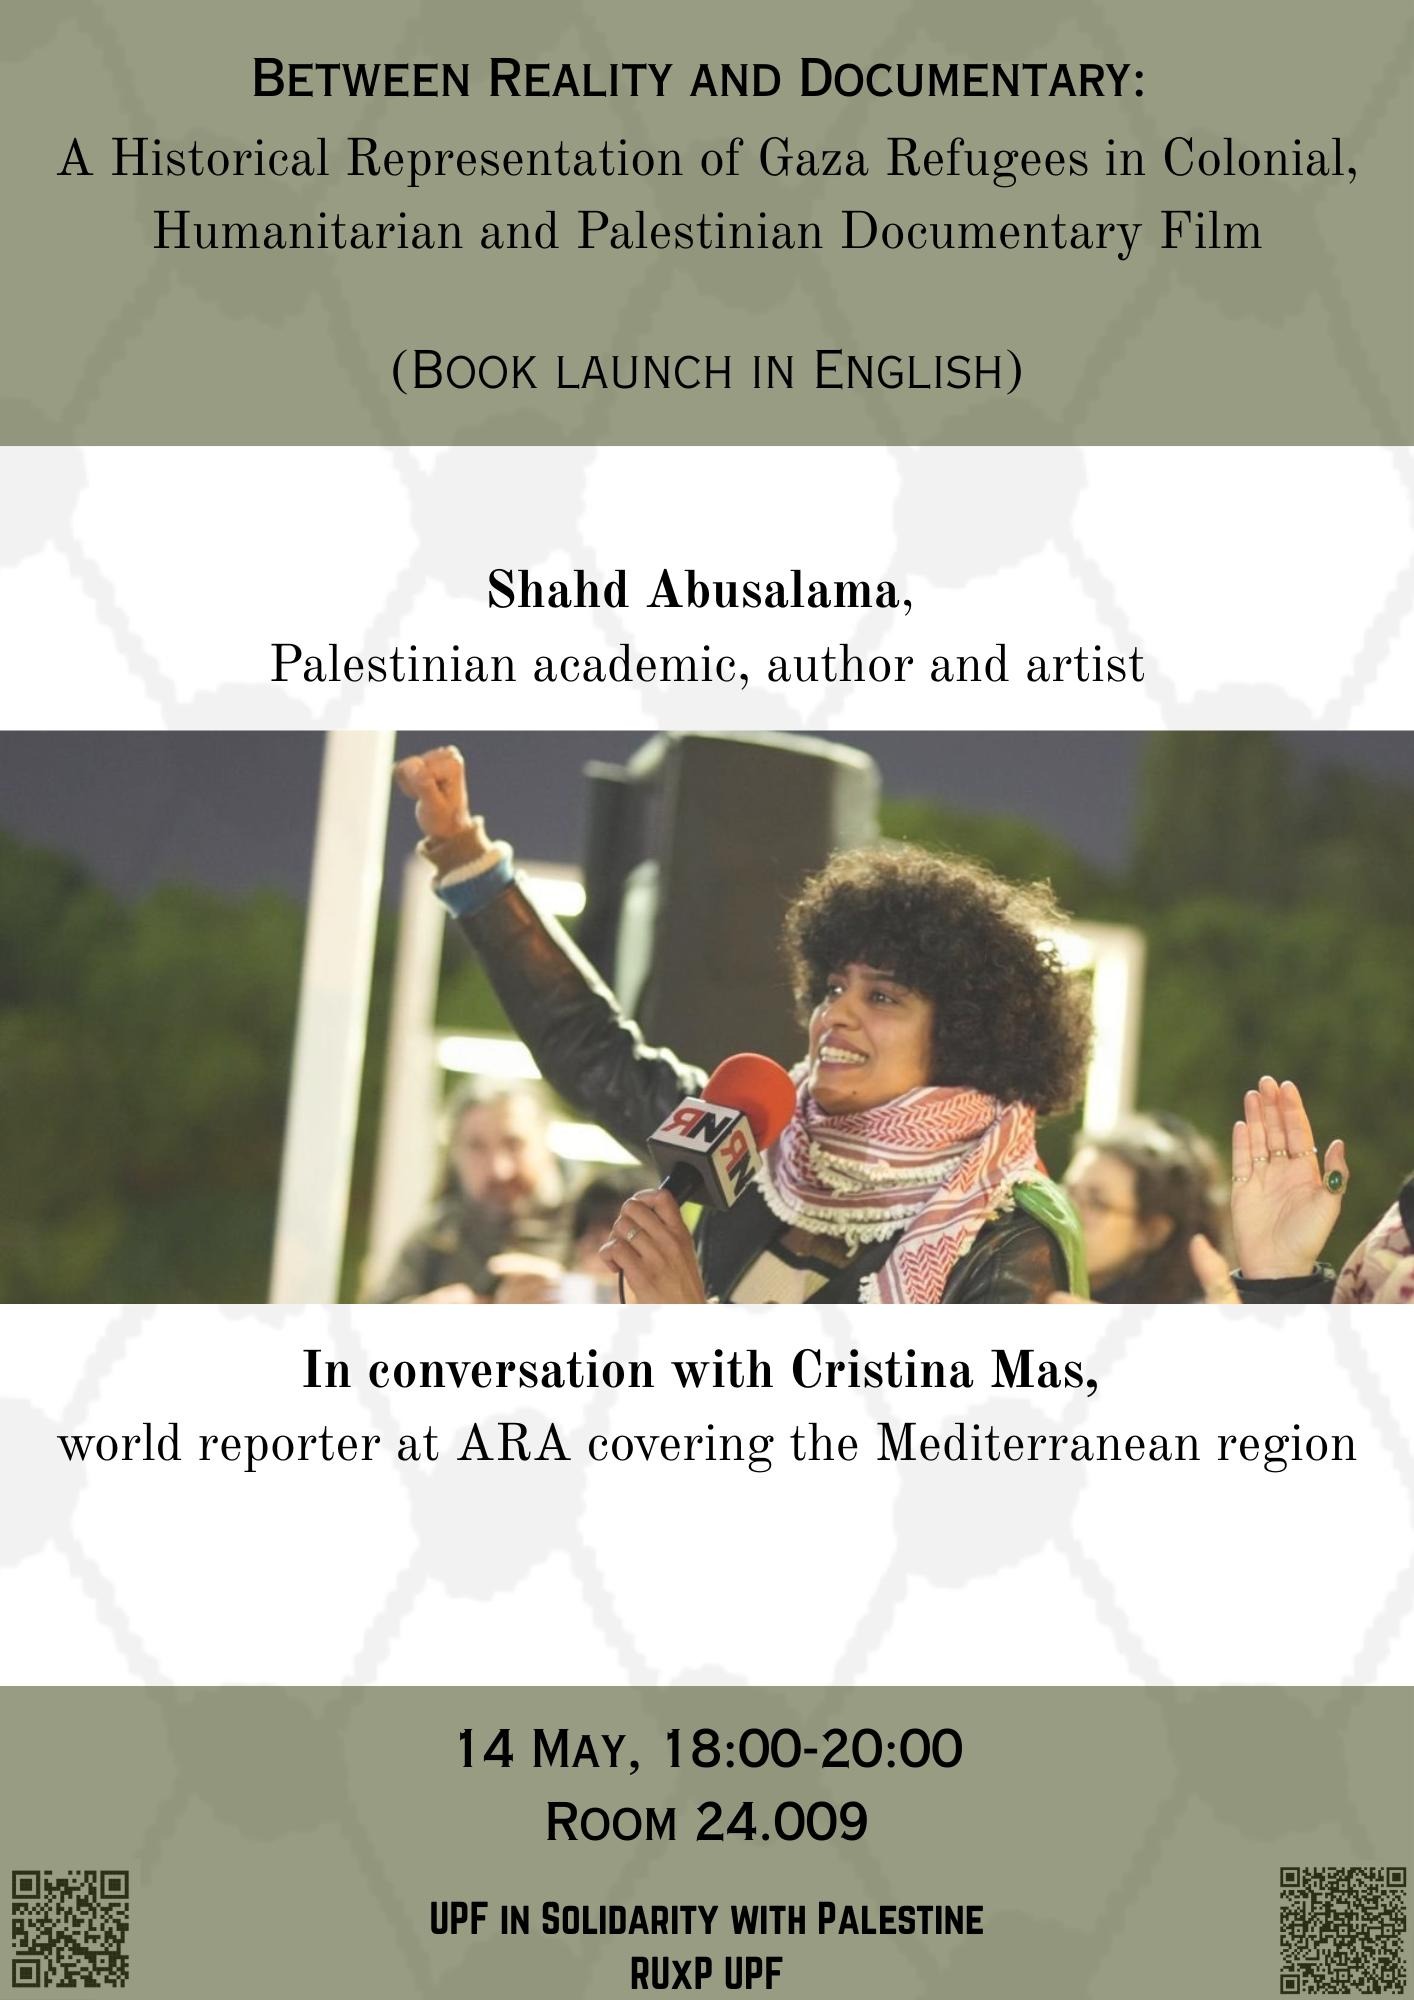 BETWEEN REALITY AND DOCUMENTARY:
A Historical Representation of Gaza Refugees in Colonial,
Humanitarian and Palestinian Documentary Film
(BOOK LAUNCH IN ENGLISH)
Shahd Abusalama,
Palestinian academic, author and artist
RN RN
In conversation with Cristina Mas,
world reporter at ARA covering the Mediterranean region
14 MAY, 18:00-20:00
ROOM 24.009
UPF IN SOLIDARITY WITH PALESTINE
RUxP UPF